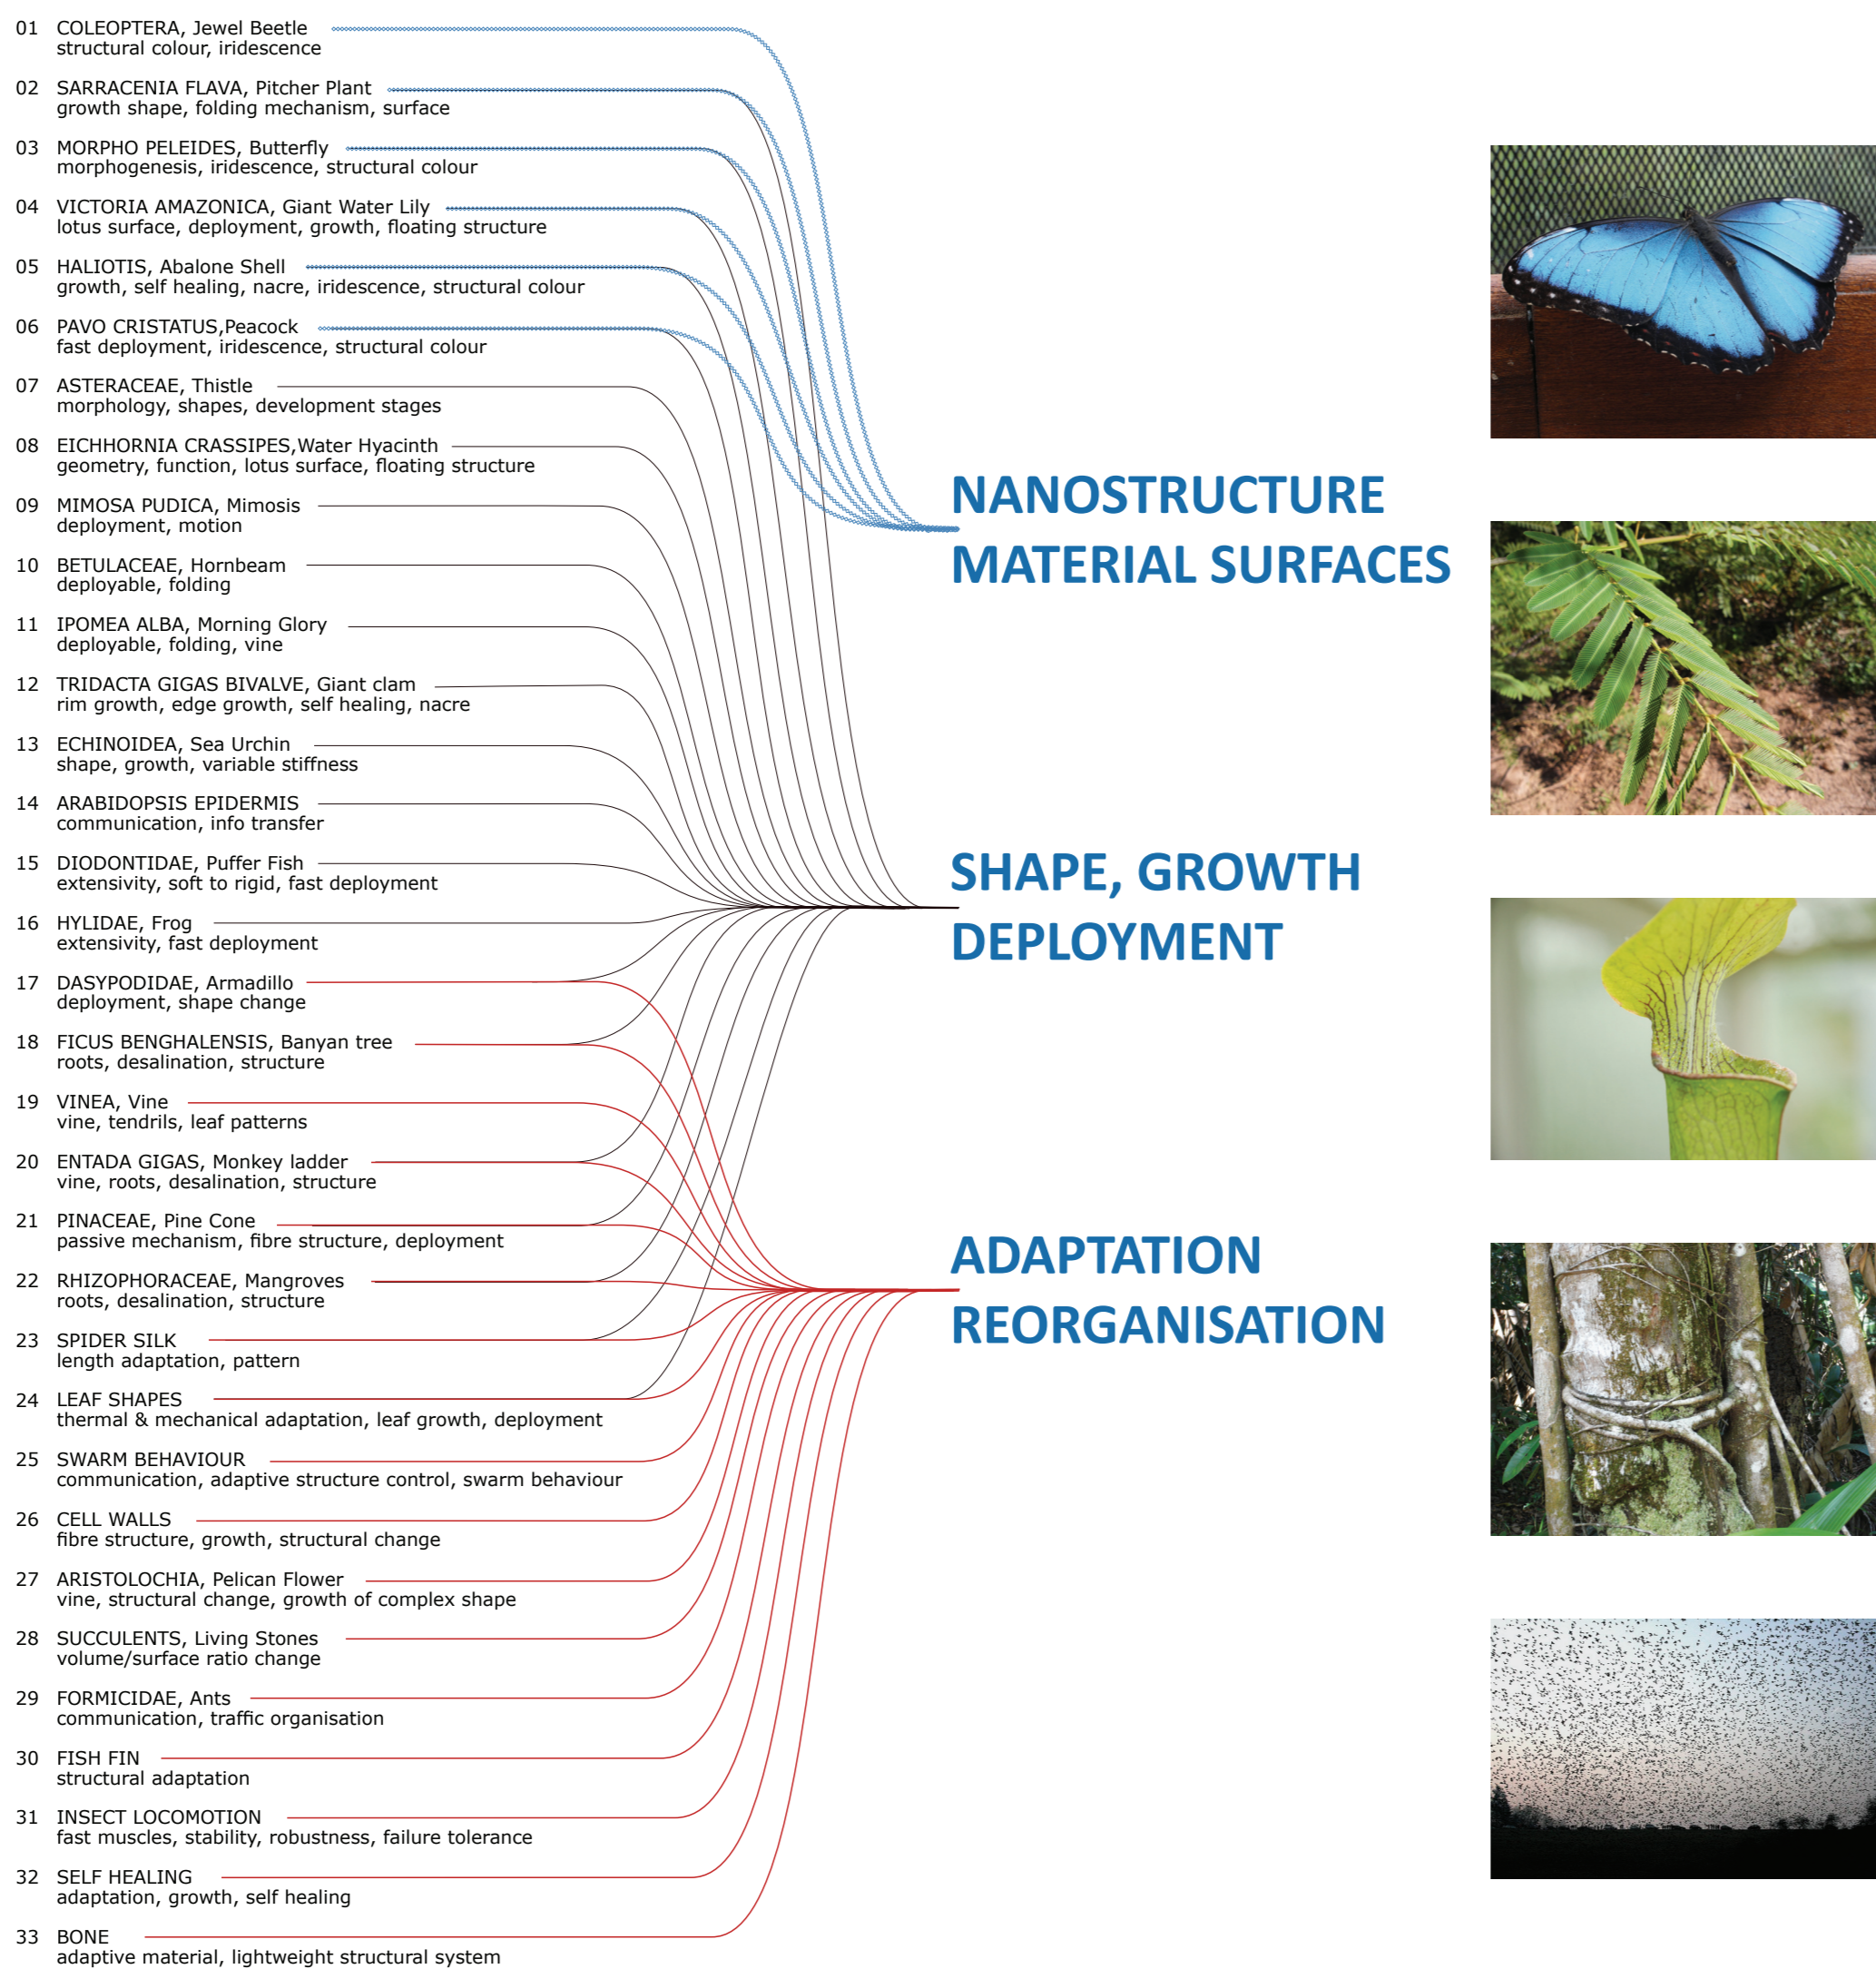 01 COLEOPTERA, Jewel Beetle
structural colour, iridescence
02 SARRACENIA FLAVA, Pitcher Plant
growth shape, folding mechanism, surface
03 MORPHO PELEIDES, Butterfly
morphogenesis, iridescence, structural colour
04 VICTORIA AMAZONICA, Giant Water Lily
lotus surface, deployment, growth, floating structure
05 HALIOTIS, Abalone Shell
growth, self healing, nacre, iridescence, structural colour
06 PAVO CRISTATUS,Peacock
fast deployment, iridescence, structural colour
07 ASTERACEAE, Thistle
morphology, shapes, development stages
08 EICHHORNIA CRASSIPES,Water Hyacinth
geometry, function, lotus surface, floating structure
09 MIMOSA PUDICA, Mimosis
deployment, motion
10 BETULACEAE, Hornbeam
deployable, folding
11 IPOMEA ALBA, Morning Glory
deployable, folding, vine
12 TRIDACTA GIGAS BIVALVE, Giant clam
rim growth, edge growth, self healing, nacre
13 ECHINOIDEA, Sea Urchin
shape, growth, variable stiffness
14 ARABIDOPSIS EPIDERMIS
communication, info transfer
15 DIODONTIDAE, Puffer Fish
extensivity, soft to rigid, fast deployment
16 HYLIDAE, Frog
extensivity, fast deployment
17 DASYPODIDAE, Armadillo
deployment, shape change
18 FICUS BENGHALENSIS, Banyan tree
roots, desalination, structure
19 VINEA, Vine
vine, tendrils, leaf patterns
20 ENTADA GIGAS, Monkey ladder
vine, roots, desalination, structure
21 PINACEAE, Pine Cone
passive mechanism, fibre structure, deployment
22 RHIZOPHORACEAE, Mangroves
roots, desalination, structure
23 SPIDER SILK
length adaptation, pattern
24 LEAF SHAPES
thermal & mechanical adaptation, leaf growth, deployment
25 SWARM BEHAVIOUR
communication, adaptive structure control, swarm behaviour
26 CELL WALLS
fibre structure, growth, structural change
27 ARISTOLOCHIA, Pelican Flower
vine, structural change, growth of complex shape
28 SUCCULENTS, Living Stones
volume/surface ratio change
29 FORMICIDAE, Ants
communication, traffic organisation
30 FISH FIN
structural adaptation
31 INSECT LOCOMOTION
fast muscles, stability, robustness, failure tolerance
32 SELF HEALING
adaptation, growth, self healing
33 BONE
adaptive material, lightweight structural system
NANOSTRUCTURE
MATERIAL SURFACES
SHAPE, GROWTH
DEPLOYMENT
ADAPTATION
REORGANISATION